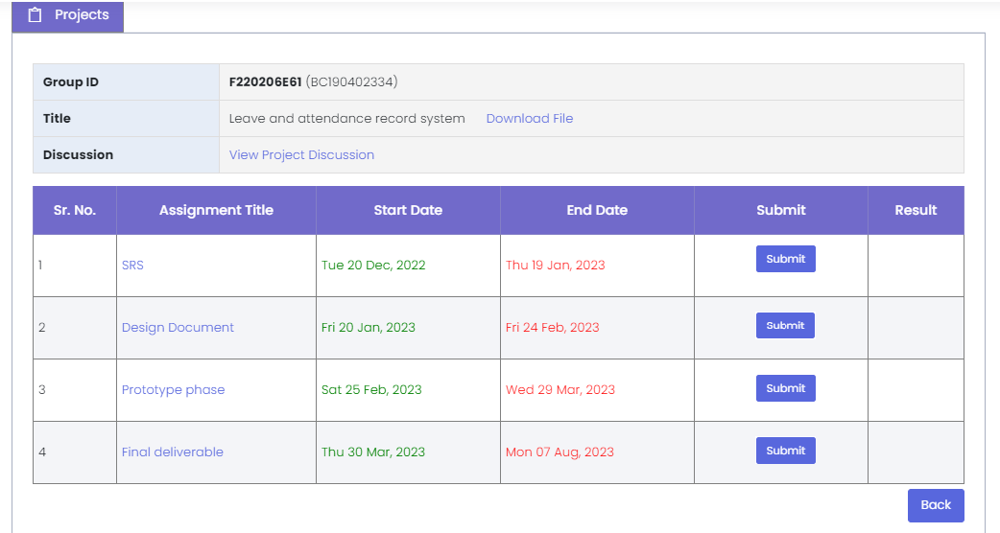 Projects
Group ID F220206E61 (BC190402334)
Title Leave and attendance record system Download File
Discussion View Project Discussion
Sr. No. Assignment Title Start Date End Date Submit Result
1 SRS Tue 20 Dec, 2022 Thu 19 Jan, 2023 Submit
2 Design Document Fri 20 Jan, 2023 Fri 24 Feb, 2023 Submit
3 Prototype phase Sat 25 Feb, 2023 Wed 29 Mar, 2023 Submit
4 Final deliverable Thu 30 Mar, 2023 Mon 07 Aug, 2023 Submit
Back